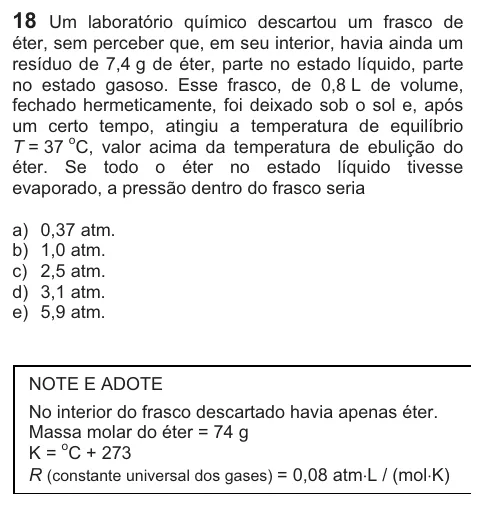 18 Um laboratório químico descartou um frasco de
éter, sem perceber que, em seu interior, havia ainda um
resíduo de 7,4 g de éter, parte no estado líquido, parte
no estado gasoso. Esse frasco, de 0,8 L de volume,
fechado hermeticamente, foi deixado sob o sol e, após
um certo tempo, atingiu a temperatura de equilíbrio
T = 37 °C, valor acima da temperatura de ebulição do
éter. Se todo o éter no estado líquido tivesse
evaporado, a pressão dentro do frasco seria
a) 0,37 atm.
b) 1,0 atm.
c) 2,5 atm.
d) 3,1 atm.
e) 5,9 atm.
NOTE E ADOTE
No interior do frasco descartado havia apenas éter.
Massa molar do éter = 74 g
K = °C + 273
R (constante universal dos gases) = 0,08 atm·L / (mol·K)